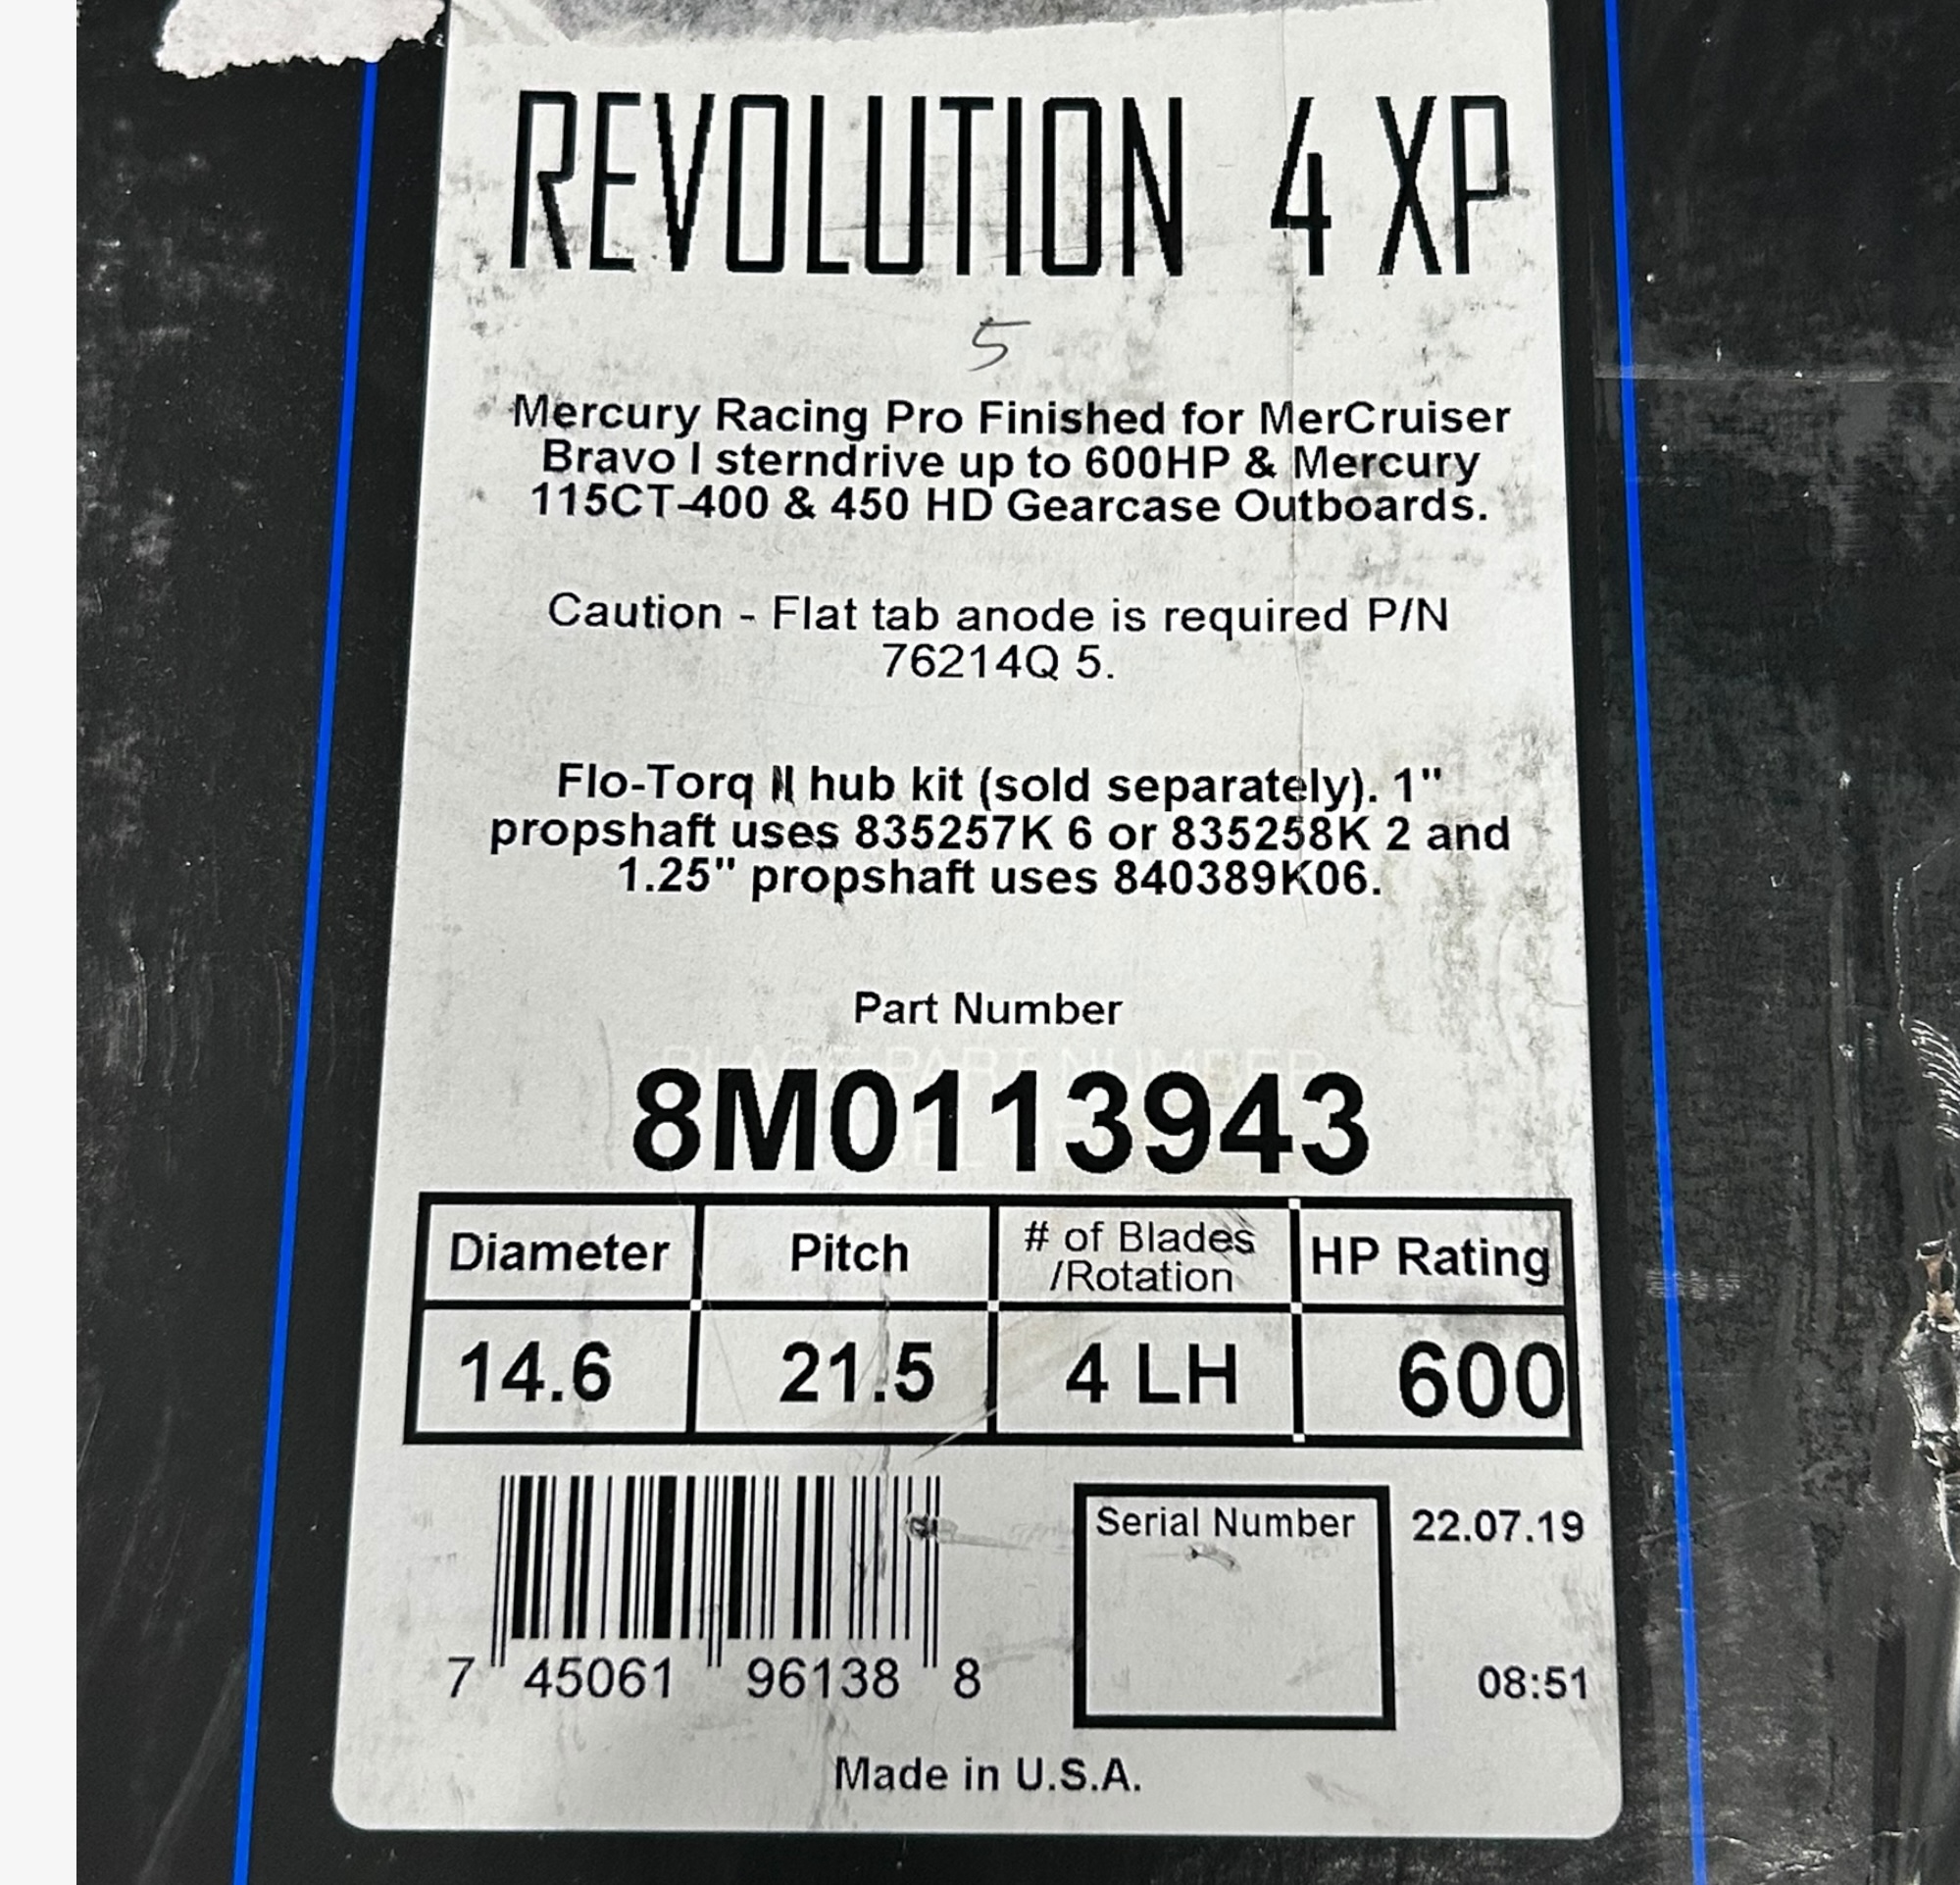 REVOLUTION 4 XP
5
Mercury Racing Pro Finished for MerCruiser
Bravo I sterndrive up to 600HP & Mercury
115CT-400 & 450 HD Gearcase Outboards.
Caution - Flat tab anode is required P/N
76214Q 5.
Flo-Torq II hub kit (sold separately). 1"
propshaft uses 835257K 6 or 835258K 2 and
1.25" propshaft uses 840389K06.
Part Number
PLACE PART NUMBER
8M0113943
Diameter Pitch # of Blades /Rotation HP Rating
14.6 21.5 4 LH 600
Serial Number 22.07.19
7 45061 96138 8 08:51
Made in U.S.A.